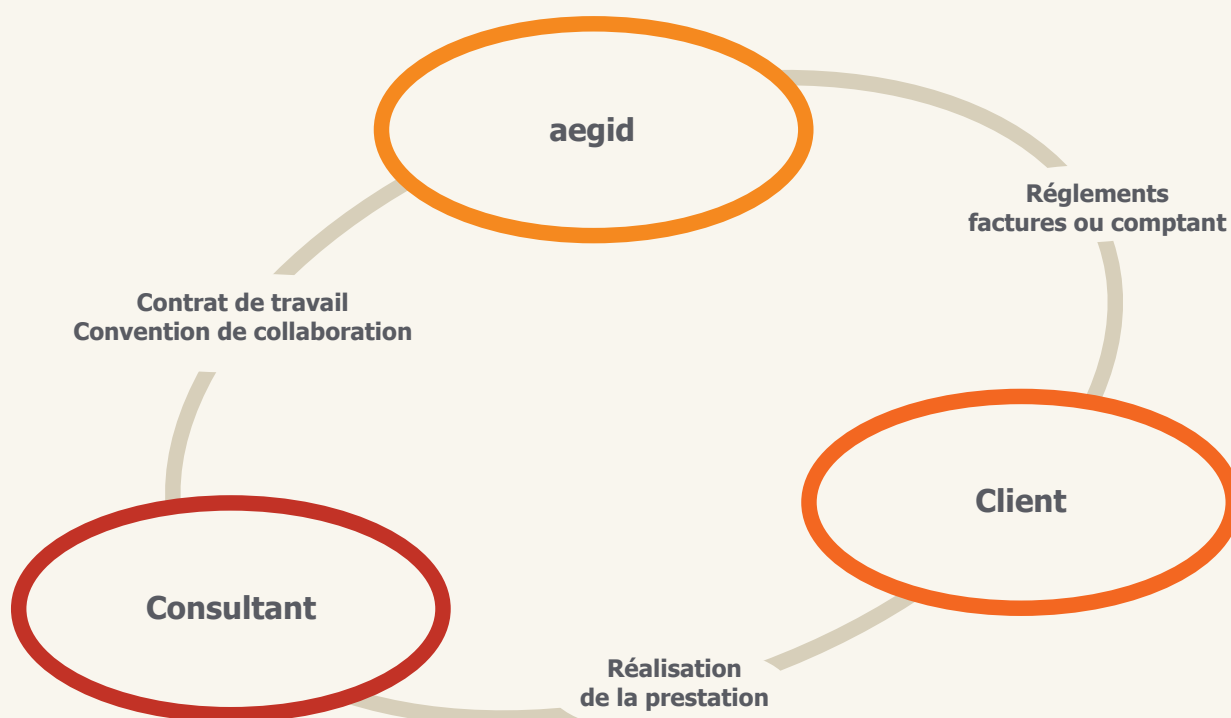 aegid
Réglements
factures ou comptant
Contrat de travail
Convention de collaboration
Client
Consultant
Réalisation
de la prestation